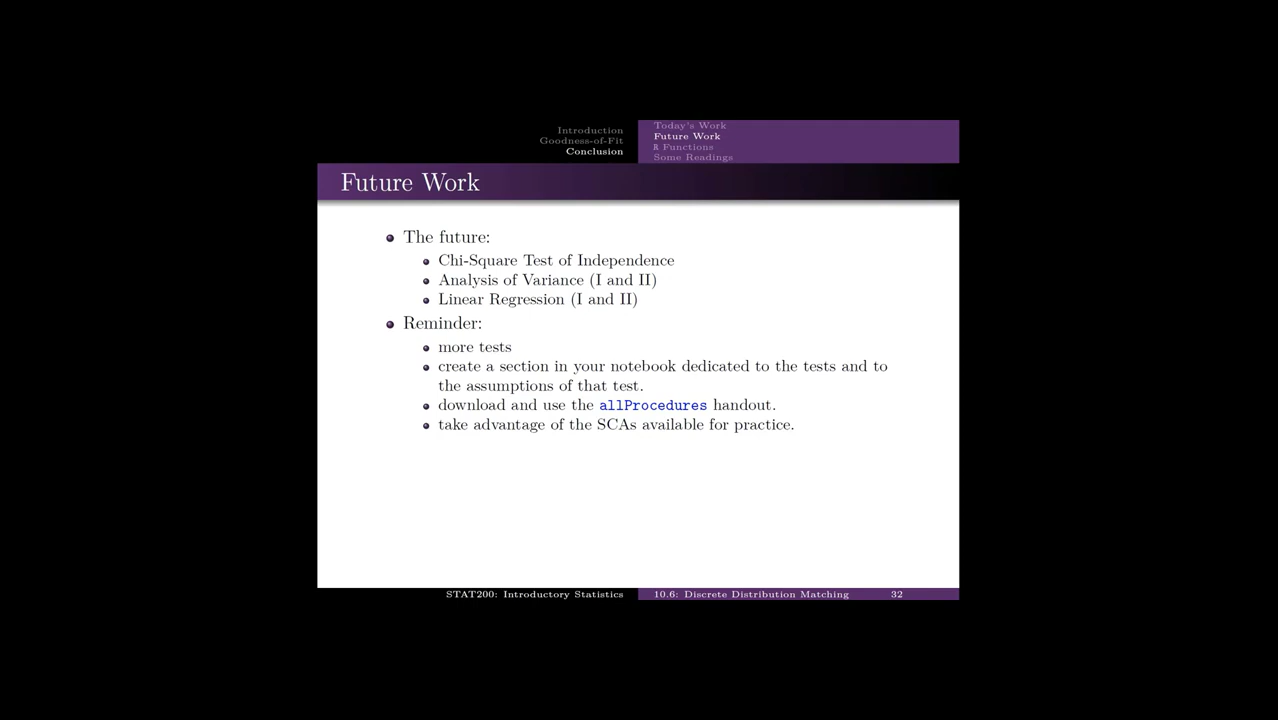 Introduction
Goodness-of-Fit
Conclusion
Today's Work
Future Work
R Functions
Some Readings
Future Work
The future:
Chi-Square Test of Independence
Analysis of Variance (I and II)
Linear Regression (I and II)
Reminder:
more tests
create a section in your notebook dedicated to the tests and to
the assumptions of that test.
download and use the allProcedures handout.
take advantage of the SCAs available for practice.
STAT200: Introductory Statistics
10.6: Discrete Distribution Matching 32